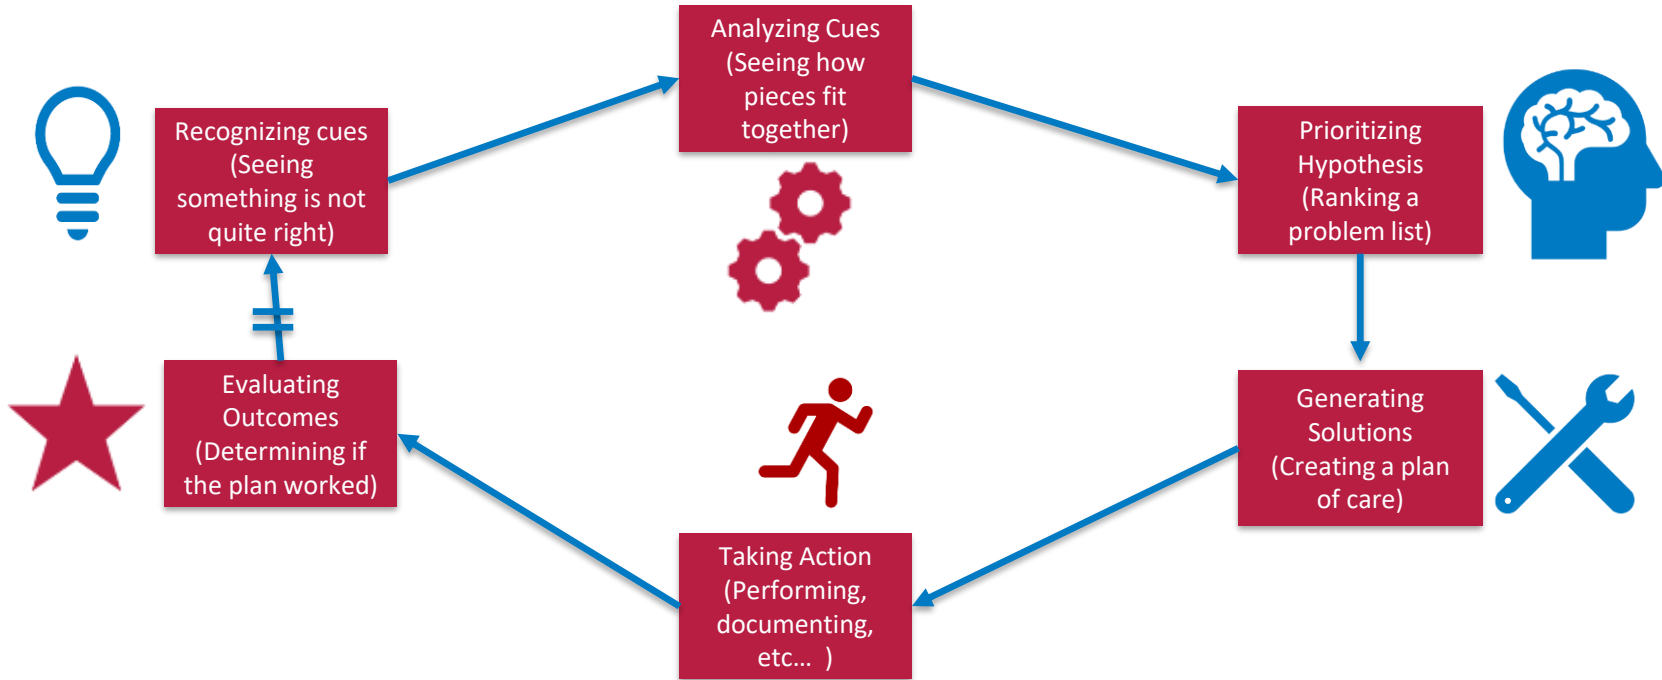 Analyzing Cues
(Seeing how
pieces fit
together)
Recognizing cues
(Seeing
something is not
quite right)
Prioritizing
Hypothesis
(Ranking a
problem list)
Evaluating
Outcomes
(Determining if
the plan worked)
Generating
Solutions
(Creating a plan
of care)
Taking Action
(Performing,
documenting,
etc... )